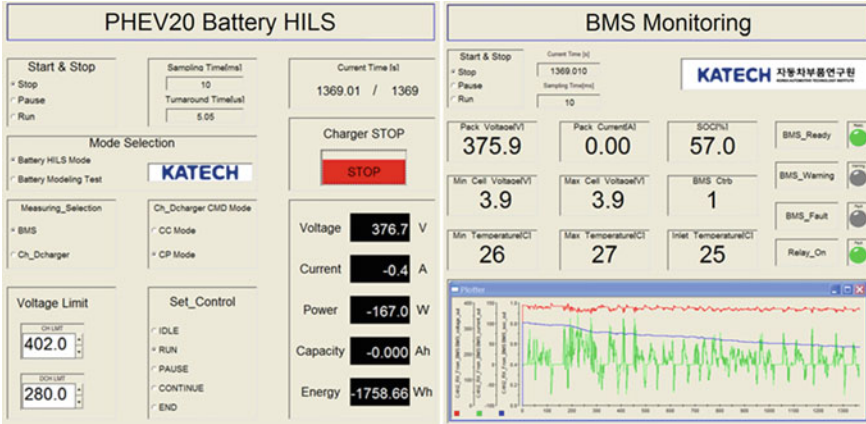 PHEV20 Battery HILS
Start & Stop
Stop
Pause
Run
Sampling Time[ms]
10
Turnaround Time[us]
5.05
Current Time [s]
1369.01 / 1369
Mode Selection
Battery HILS Mode
Battery Modeling Test
KATECH
Charger STOP
STOP
Measuring_Selection
BMS
Ch_Dcharger
Ch_Dcharger CMD Mode
CC Mode
CP Mode
Voltage 376.7 V
Current -0.4 A
Power -167.0 W
Capacity -0.000 Ah
Energy -1758.66 Wh
Voltage Limit
CH LMT
402.0
DCH LMT
280.0
Set_Control
IDLE
RUN
PAUSE
CONTINUE
END
BMS Monitoring
Start & Stop
Stop
Pause
Run
Current Time [s]
1369.010
Sampling Time[ms]
10
KATECH 자동차부품연구원
KOREA AUTOMOTIVE TECHNOLOGY INSTITUTE
Pack Voltage[V]
375.9
Pack Current[A]
0.00
SOC[%]
57.0
BMS_Ready
Min Cell Voltage[V]
3.9
Max Cell Voltage[V]
3.9
BMS Ctrb
1
BMS_Warning
BMS_Fault
Min Temperature[C]
26
Max Temperature[C]
27
Inlet Temperature[C]
25
Relay_On
Plotter
0 100 200 300 400 500 600 700 800 900 1000 1100 1200 1300